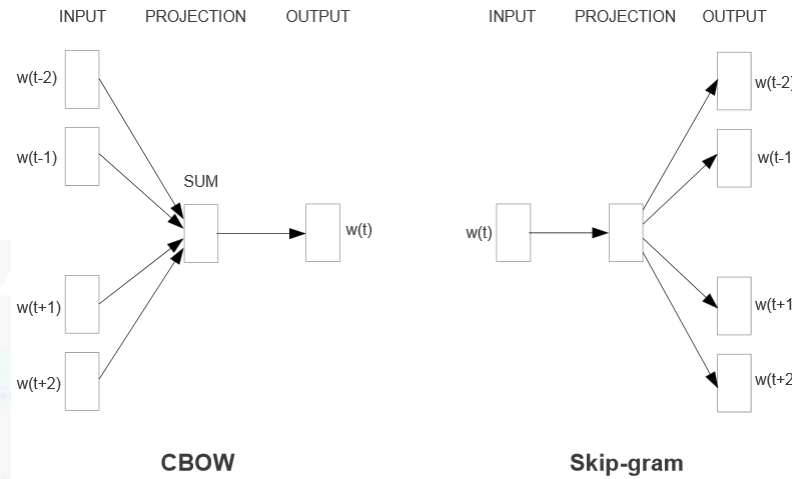 INPUT PROJECTION OUTPUT
w(t-2)
w(t-1)
SUM
w(t)
w(t+1)
w(t+2)
CBOW
INPUT PROJECTION OUTPUT
w(t-2)
w(t-1
w(t)
w(t+1
w(t+2
Skip-gram